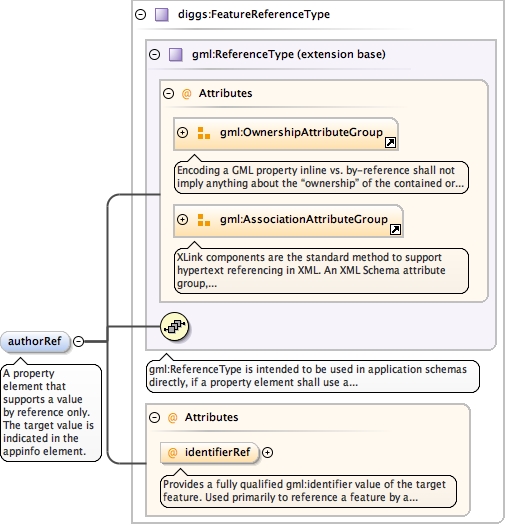 diggs:FeatureReferenceType
gml:ReferenceType (extension base)
@ Attributes
gml:OwnershipAttributeGroup
Encoding a GML property inline vs. by-reference shall not
imply anything about the "ownership" of the contained or...
gml:AssociationAttributeGroup
XLink components are the standard method to support
hypertext referencing in XML. An XML Schema attribute
group,...
authorRef
A property
element that
supports a value
by reference only.
The target value is
indicated in the
appinfo element.
gml:ReferenceType is intended to be used in application schemas
directly, if a property element shall use a...
@ Attributes
@ identifierRef
Provides a fully qualified gml:identifier value of the target
feature. Used primarily to reference a feature by a...